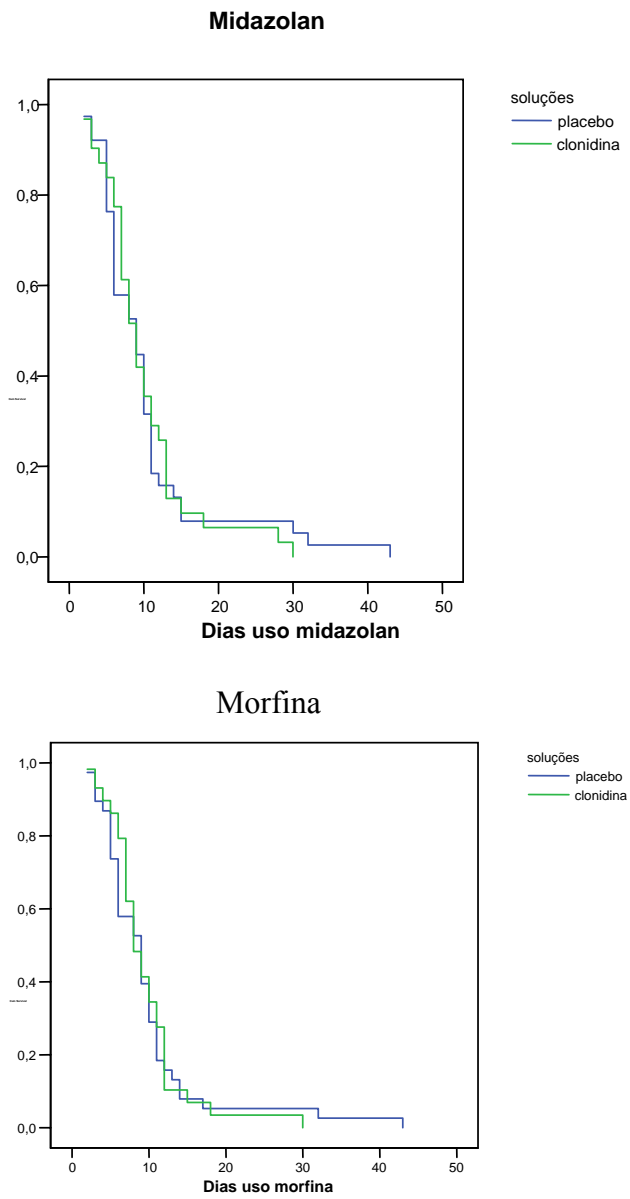 Midazolan
soluções
placebo
clonidina
1,0
0,8
0,6
0,4
0,2
0,0
0 10 20 30 40 50
Dias uso midazolan
Morfina
soluções
placebo
clonidina
1,0
0,8
0,6
0,4
0,2
0,0
0 10 20 30 40 50
Dias uso morfina